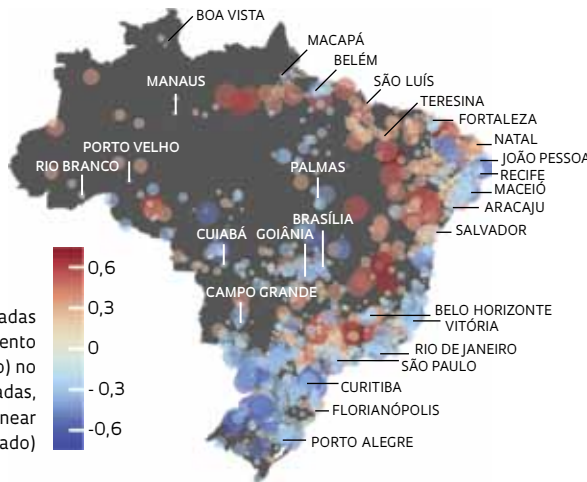 BOA VISTA
MACAPÁ
BELÉM
MANAUS
SÃO LUÍS
TERESINA
FORTALEZA
NATAL
JOÃO PESSOA
RECIFE
MACEIÓ
ARACAJU
SALVADOR
PORTO VELHO
RIO BRANCO
PALMAS
BRASÍLIA
CUIABÁ GOIÂNIA
CAMPO GRANDE
BELO HORIZONTE
VITÓRIA
RIO DE JANEIRO
SÃO PAULO
CURITIBA
FLORIANÓPOLIS
PORTO ALEGRE
0,6
0,3
0
- 0,3
-0,6
adas
ento
o) no
adas,
near
ado)